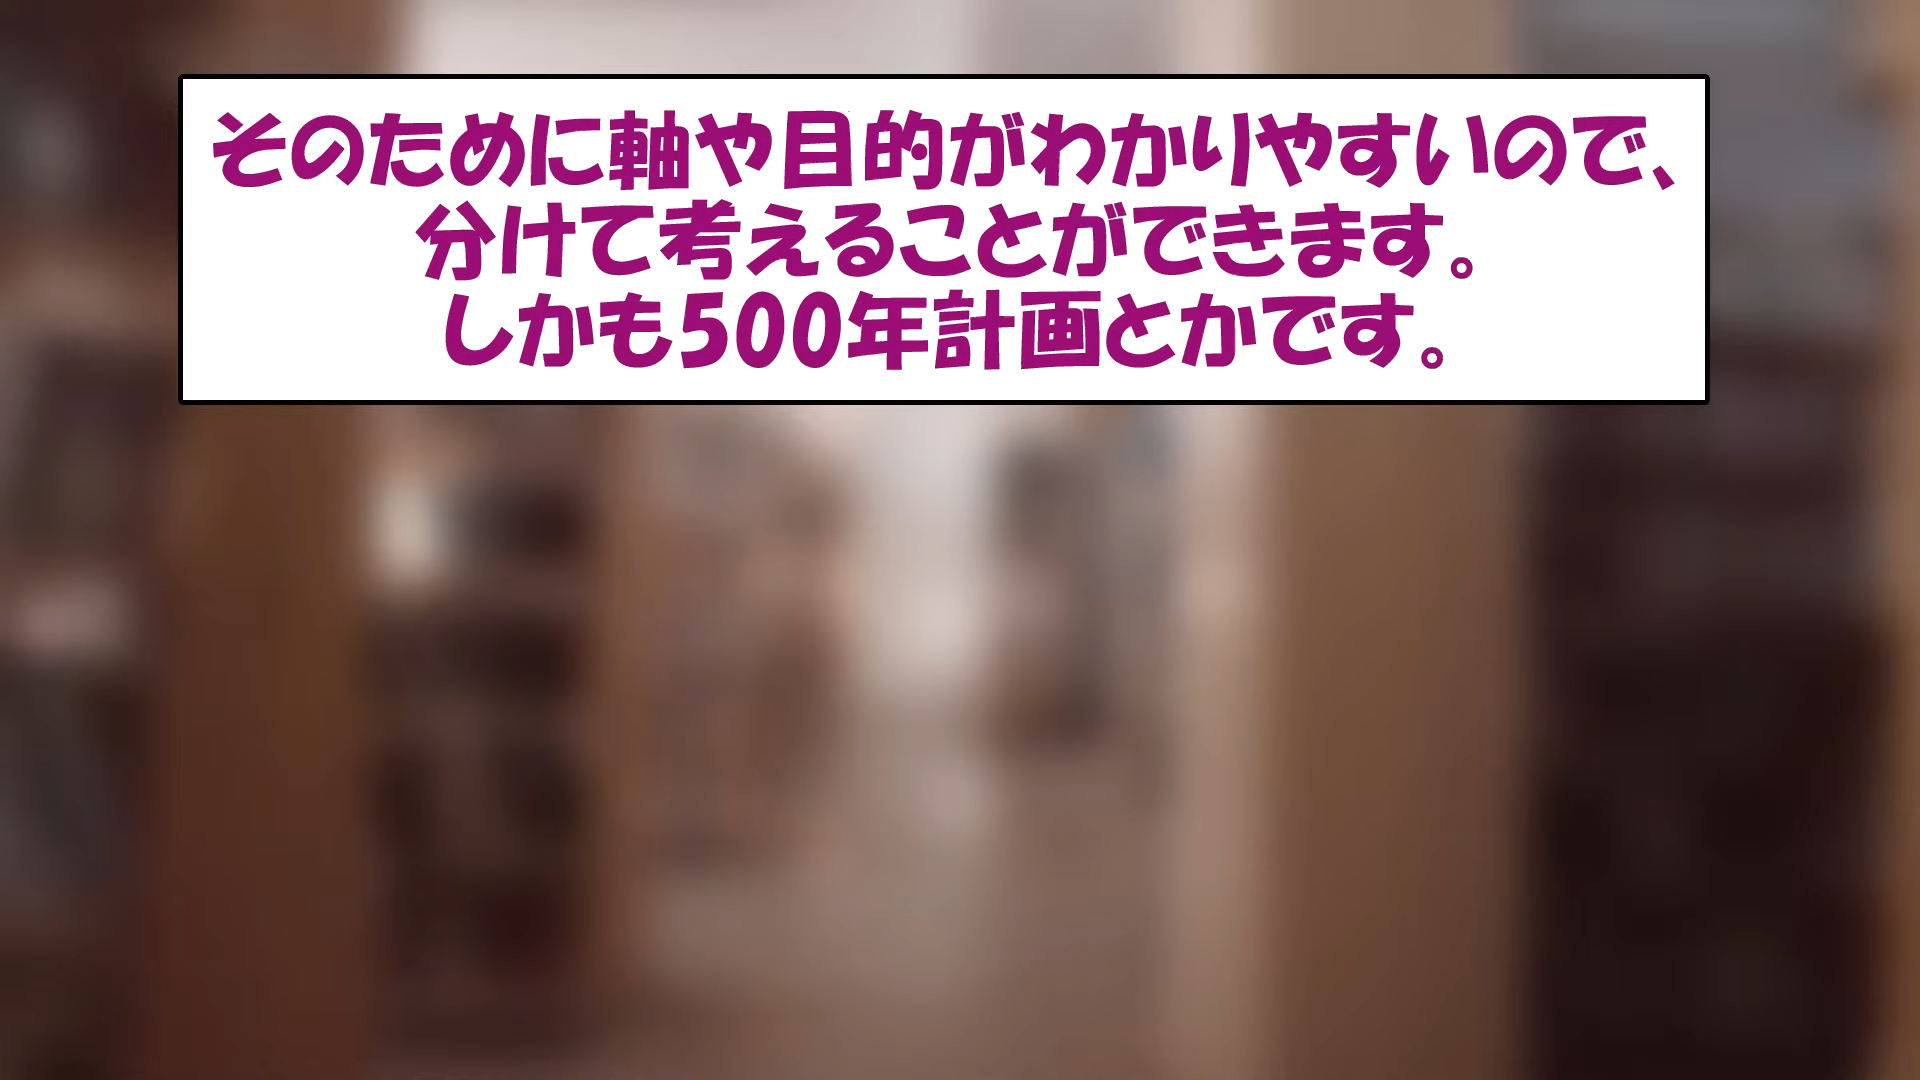 そのために軸や目的がわかりやすいので、
分けて考えることができます。
しかも500年計画とかです。